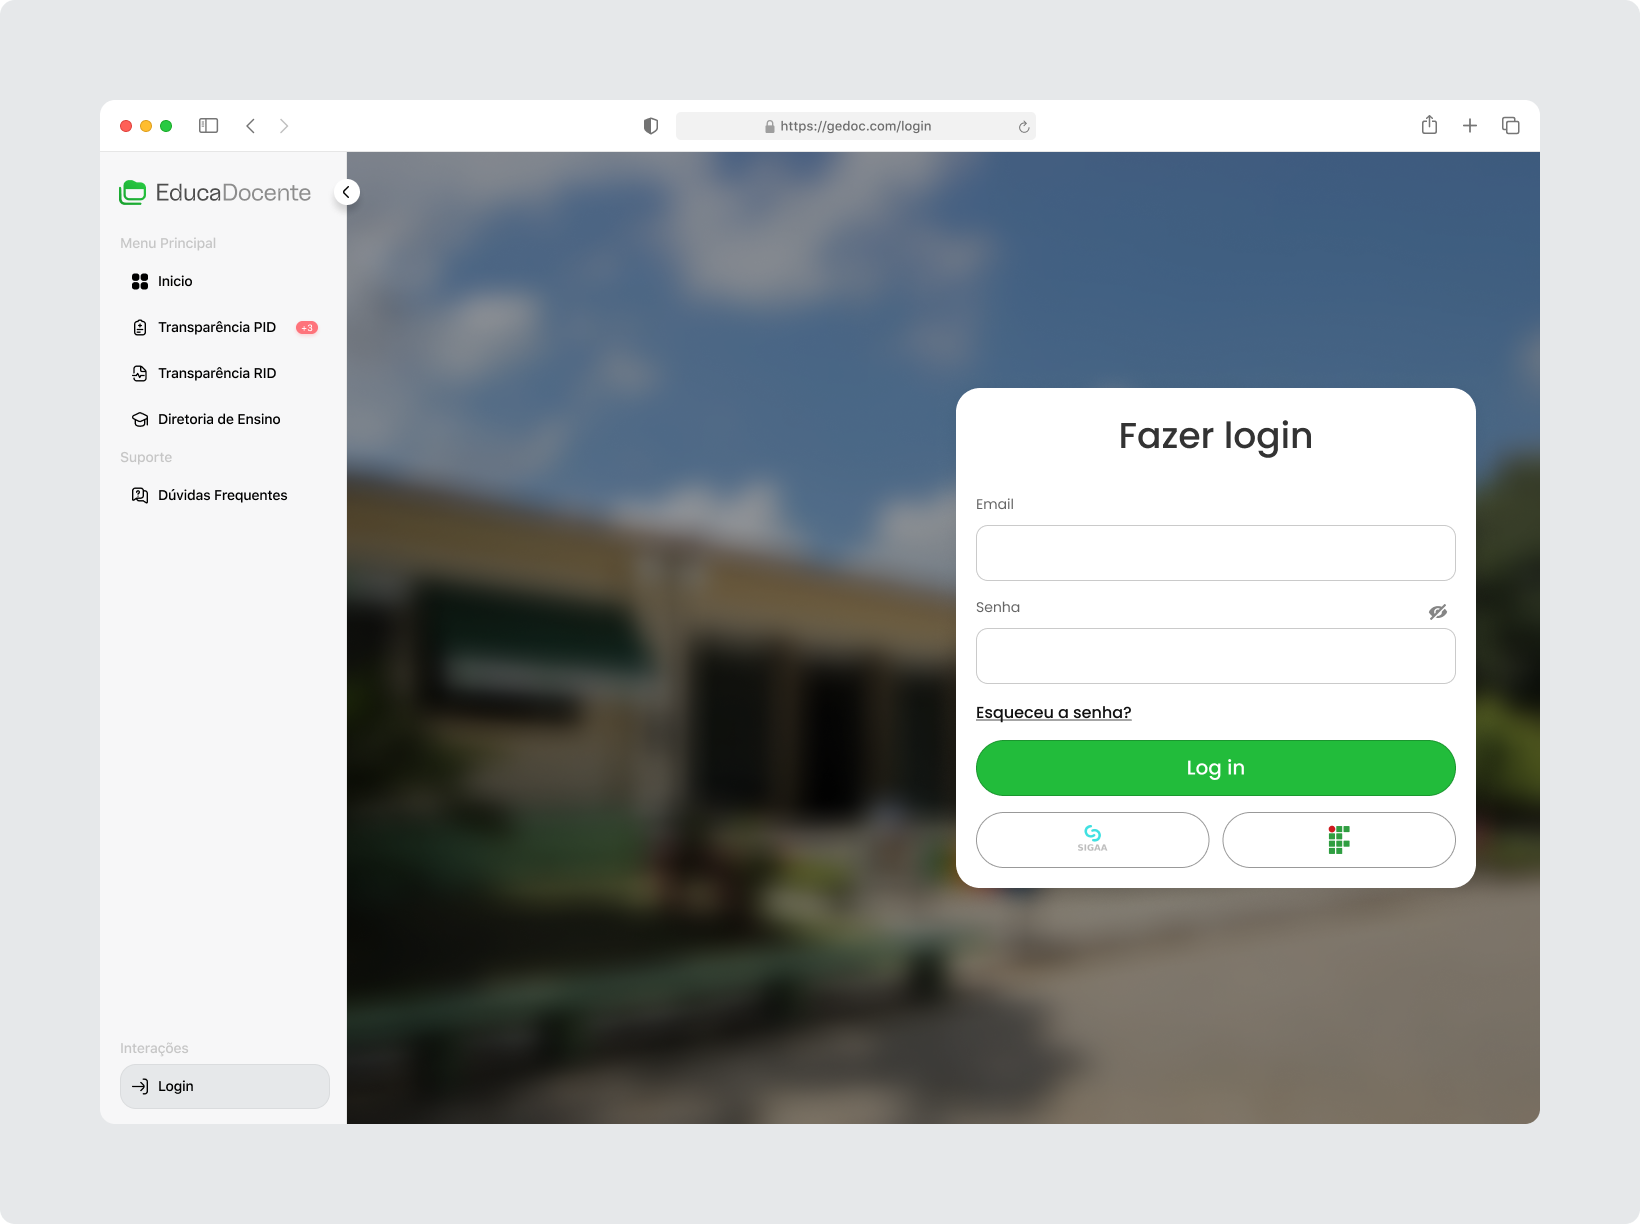 https://gedoc.com/login
EducaDocente
Menu Principal
Inicio
Transparência PID
+3
Transparência RID
Diretoria de Ensino
Suporte
Dúvidas Frequentes
Interações
Login
Fazer login
Email
Senha
Esqueceu a senha?
Log in
SIGAA